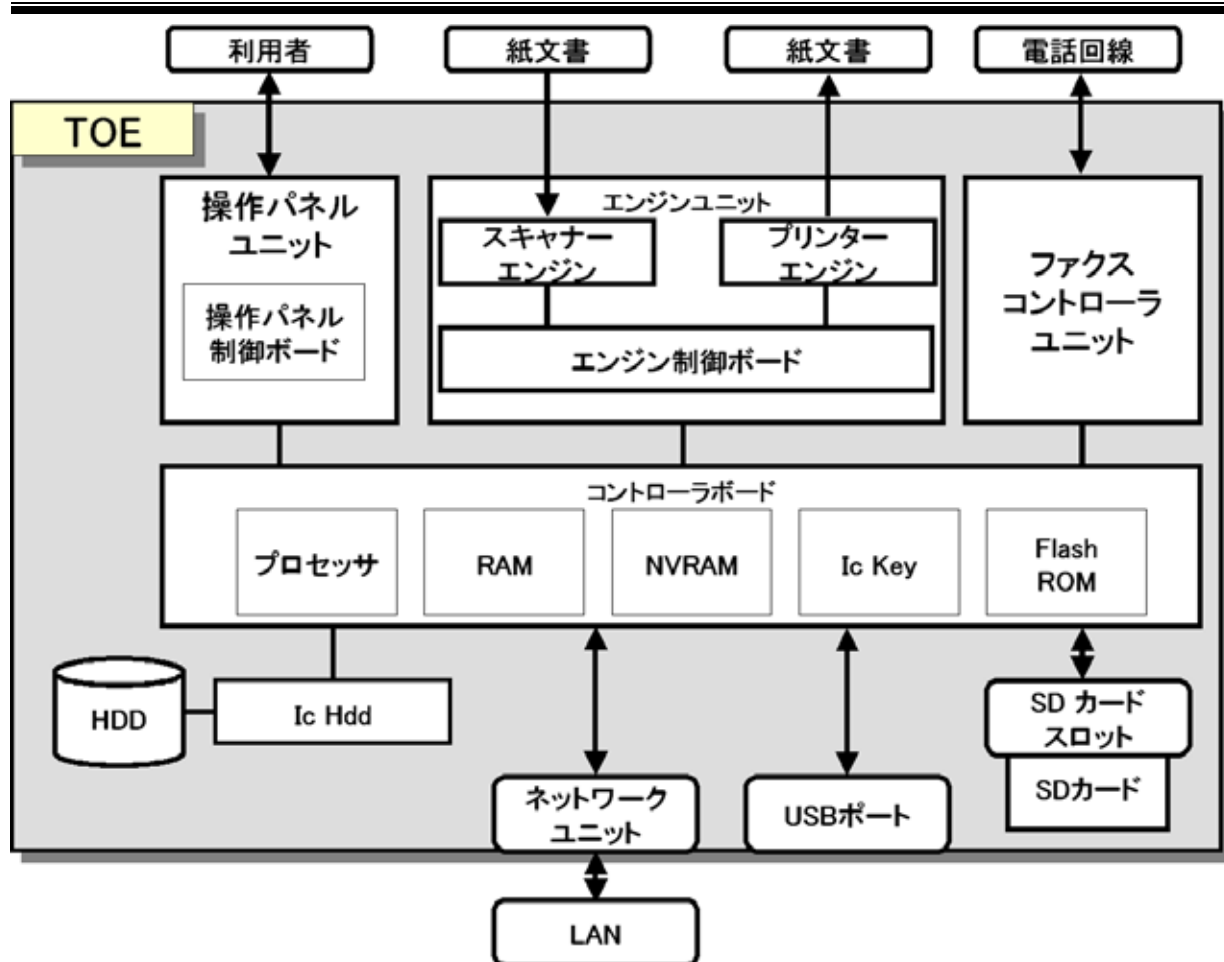 利用者
紙文書
紙文書
電話回線
TOE
操作パネル
ユニット
操作パネル
制御ボード
エンジンユニット
スキャナー
エンジン
プリンター
エンジン
エンジン制御ボード
ファクス
コントローラ
ユニット
コントローラボード
プロセッサ
RAM
NVRAM
Ic Key
Flash
ROM
HDD
Ic Hdd
ネットワーク
ユニット
USBポート
SD カード
スロット
SDカード
LAN